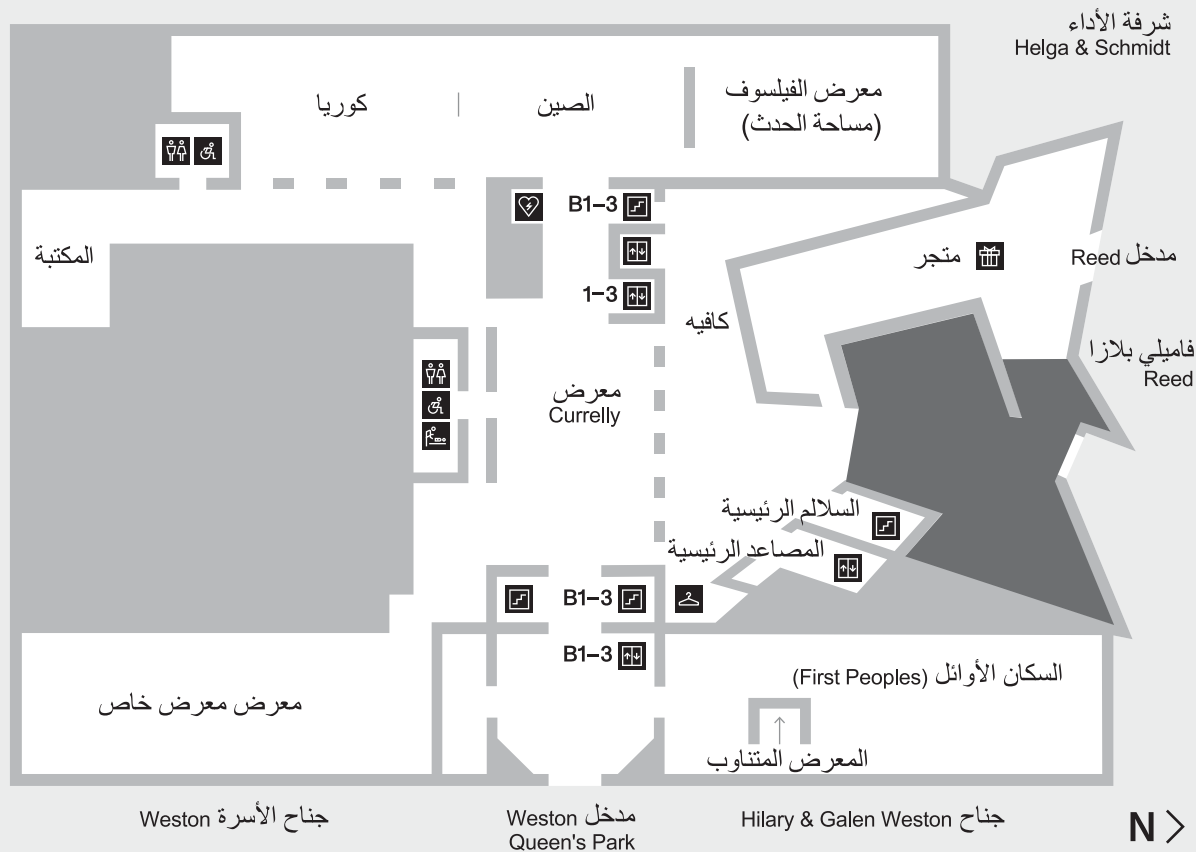 شرفة الأداء
Helga & Schmidt
معرض الفيلسوف
(مساحة الحدث)
الصين
كوريا
B1–3
المكتبة
متجر
مدخل Reed
1–3
كافيه
فاميلي بلازا
Reed
معرض
Currelly
السلالم الرئيسية
المصاعد الرئيسية
B1–3
B1–3
السكان الأوائل (First Peoples)
معرض معرض خاص
المعرض المتناوب
جناح الأسرة Weston
مدخل Weston
Queen's Park
جناح Hilary & Galen Weston
N